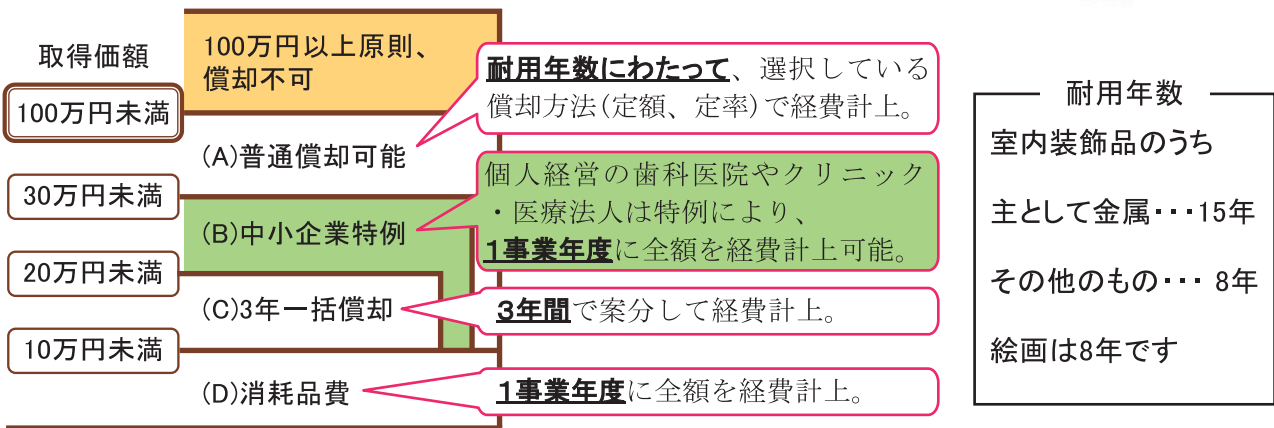 取得価額
100万円未満
30万円未満
20万円未満
10万円未満
100万円以上原則、
償却不可
(A)普通償却可能
(B)中小企業特例
(C)3年一括償却
(D)消耗品費
耐用年数にわたって、選択している
償却方法(定額、定率)で経費計上。
個人経営の歯科医院やクリニック
・医療法人は特例により、
1事業年度に全額を経費計上可能。
3年間で案分して経費計上。
1事業年度に全額を経費計上。
耐用年数
室内装飾品のうち
主として金属・・・15年
その他のもの・・・ 8年
絵画は8年です